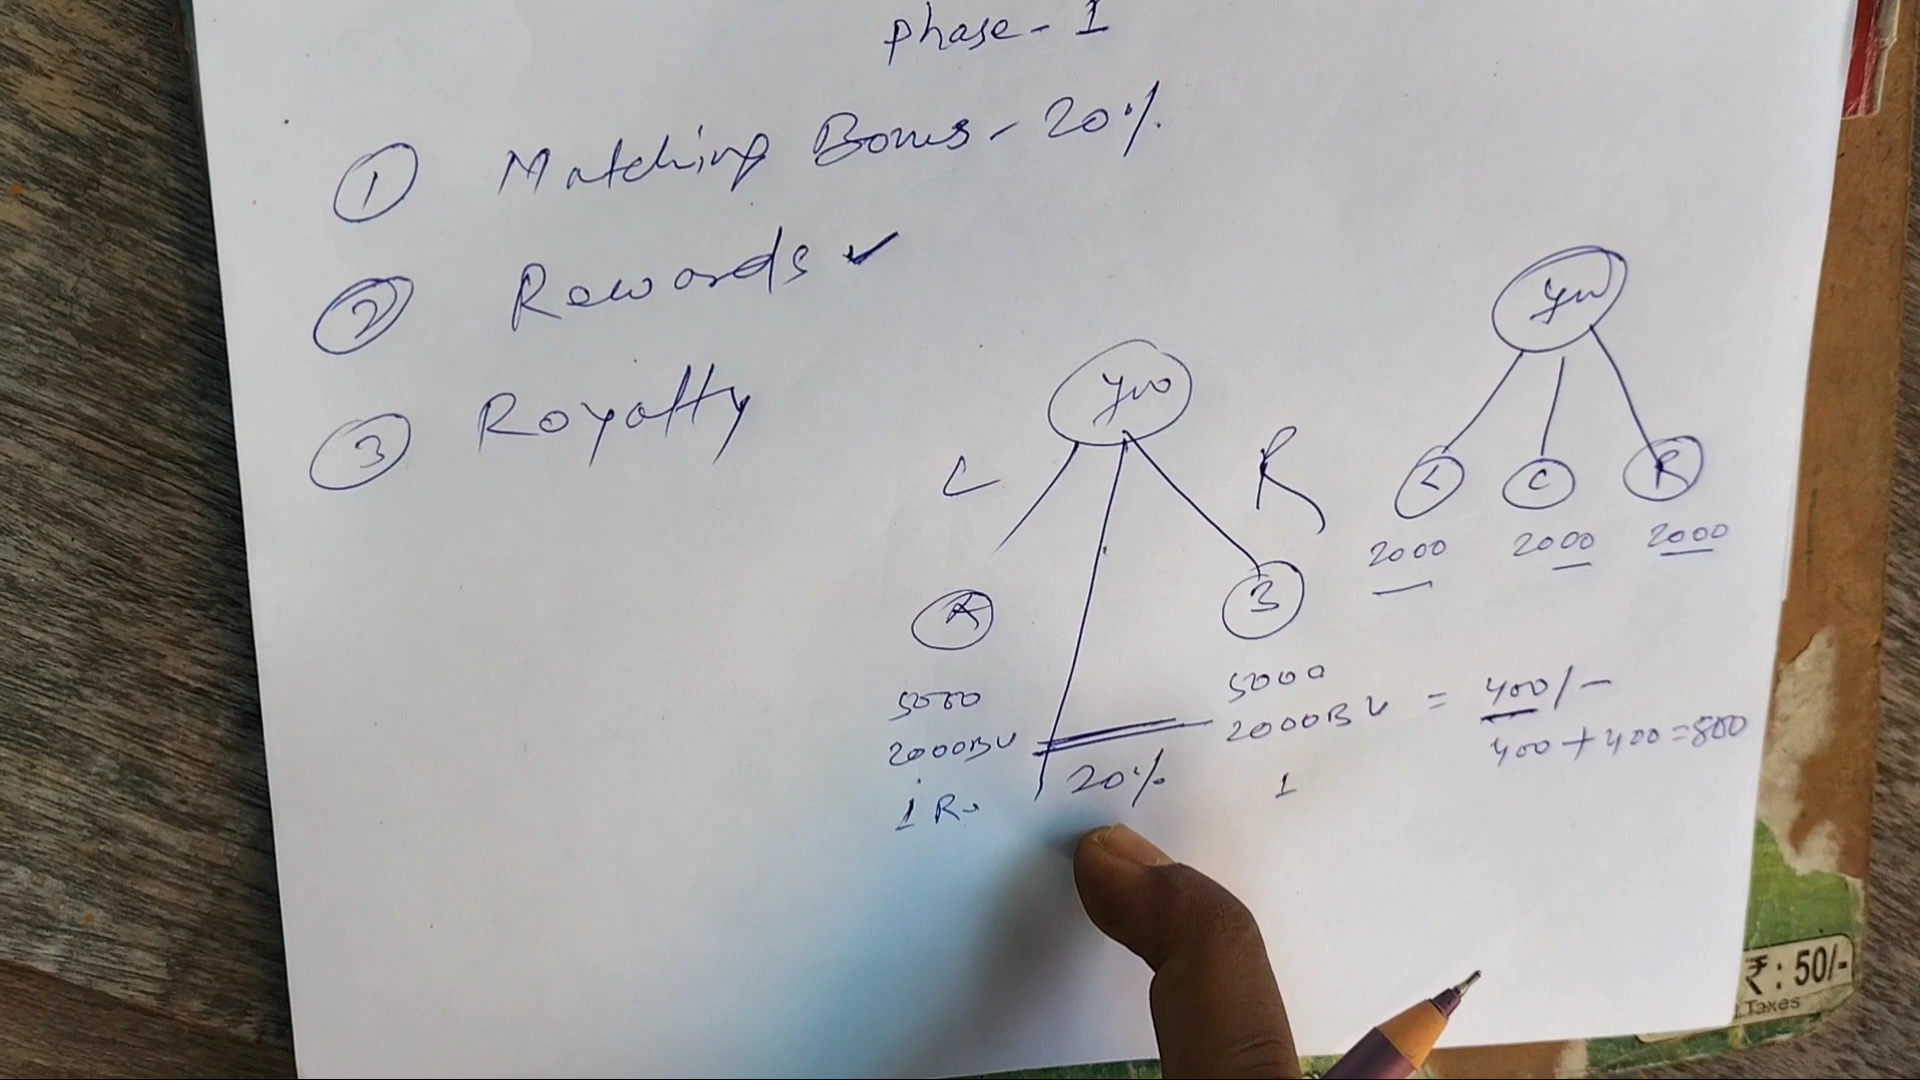 Phase - I
① Matching Bonus - 20%
② Rewards ✓
③ Royalty
You
L C R
2000 2000 2000
You
L R
A B
5000 5000
2000BV 2000BV = 400/-
20% 400 + 400 = 800
1 1
₹ : 50/-
Taxes